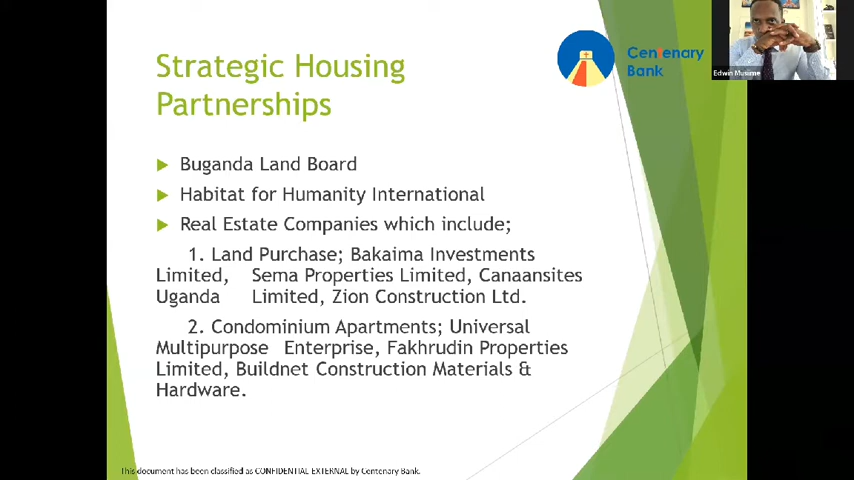 Strategic Housing
Partnerships
Centenary
Bank
Edwin Musiime
Buganda Land Board
Habitat for Humanity International
Real Estate Companies which include;
1. Land Purchase; Bakaima Investments
Limited, Sema Properties Limited, Canaansites
Uganda Limited, Zion Construction Ltd.
2. Condominium Apartments; Universal
Multipurpose Enterprise, Fakhrudin Properties
Limited, Buildnet Construction Materials &
Hardware.
This document has been classified as CONFIDENTIAL EXTERNAL by Centenary Bank.